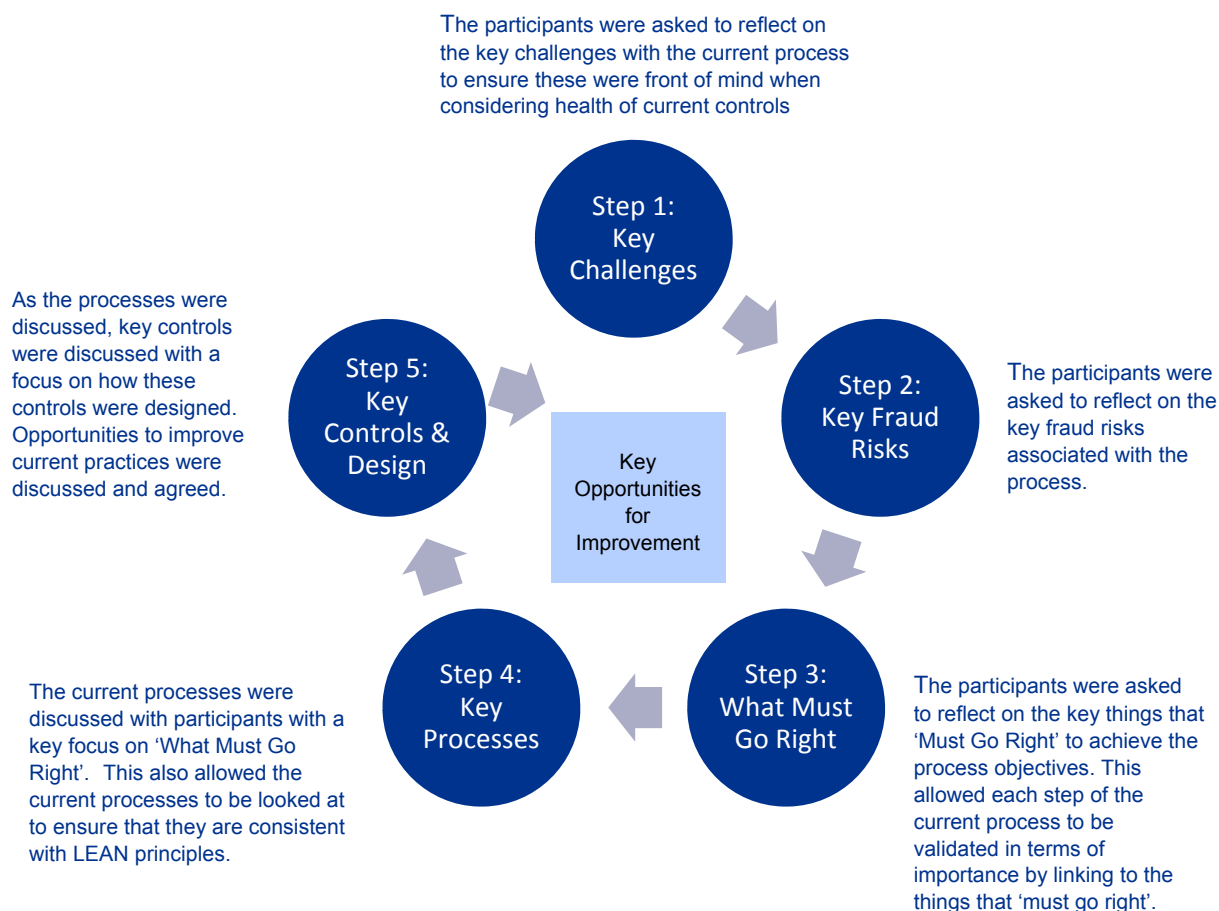 The participants were asked to reflect on
the key challenges with the current process
to ensure these were front of mind when
considering health of current controls
Step 1:
Key
Challenges
Step 2:
Key Fraud
Risks
The participants were
asked to reflect on the
key fraud risks
associated with the
process.
Step 3:
What Must
Go Right
The participants were asked
to reflect on the key things that
‘Must Go Right’ to achieve the
process objectives. This
allowed each step of the
current process to be
validated in terms of
importance by linking to the
things that ‘must go right’.
Step 4:
Key
Processes
The current processes were
discussed with participants with a
key focus on ‘What Must Go
Right’. This also allowed the
current processes to be looked at
to ensure that they are consistent
with LEAN principles.
Step 5:
Key
Controls &
Design
As the processes were
discussed, key controls
were discussed with a
focus on how these
controls were designed.
Opportunities to improve
current practices were
discussed and agreed.
Key
Opportunities
for
Improvement